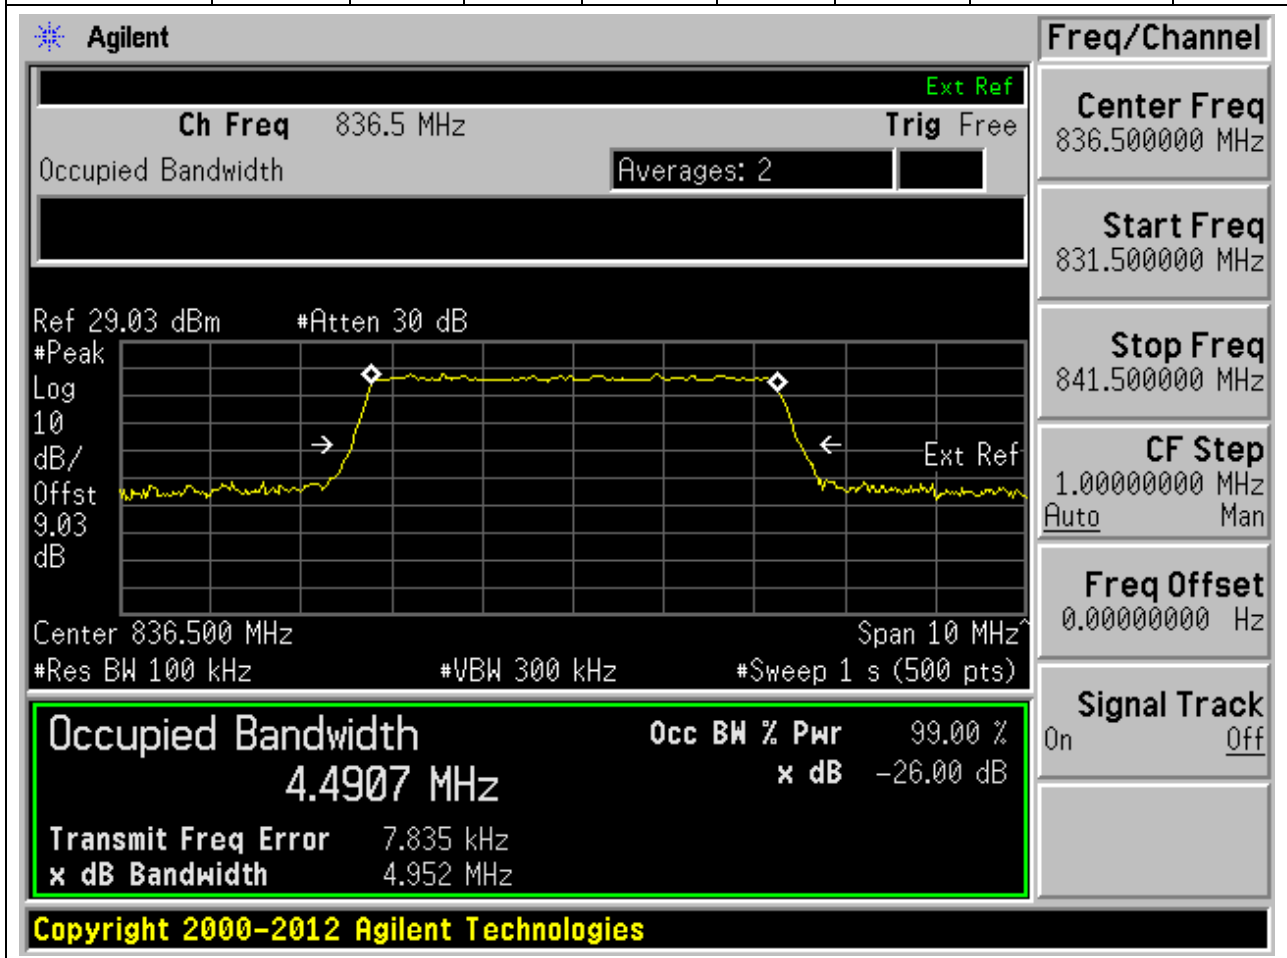 Agilent
Freq/Channel
Ext Ref
Ch Freq 836.5 MHz Trig Free
Occupied Bandwidth Averages: 2
Center Freq
836.500000 MHz
Start Freq
831.500000 MHz
Stop Freq
841.500000 MHz
CF Step
1.00000000 MHz
Auto Man
Freq Offset
0.00000000 Hz
Signal Track
On Off
Ref 29.03 dBm #Atten 30 dB
#Peak
Log
10
dB/
Offst
9.03
dB
Ext Ref
Center 836.500 MHz Span 10 MHz^
#Res BW 100 kHz #VBW 300 kHz #Sweep 1 s (500 pts)
Occupied Bandwidth
4.4907 MHz
Occ BW % Pwr 99.00 %
x dB -26.00 dB
Transmit Freq Error 7.835 kHz
x dB Bandwidth 4.952 MHz
Copyright 2000-2012 Agilent Technologies